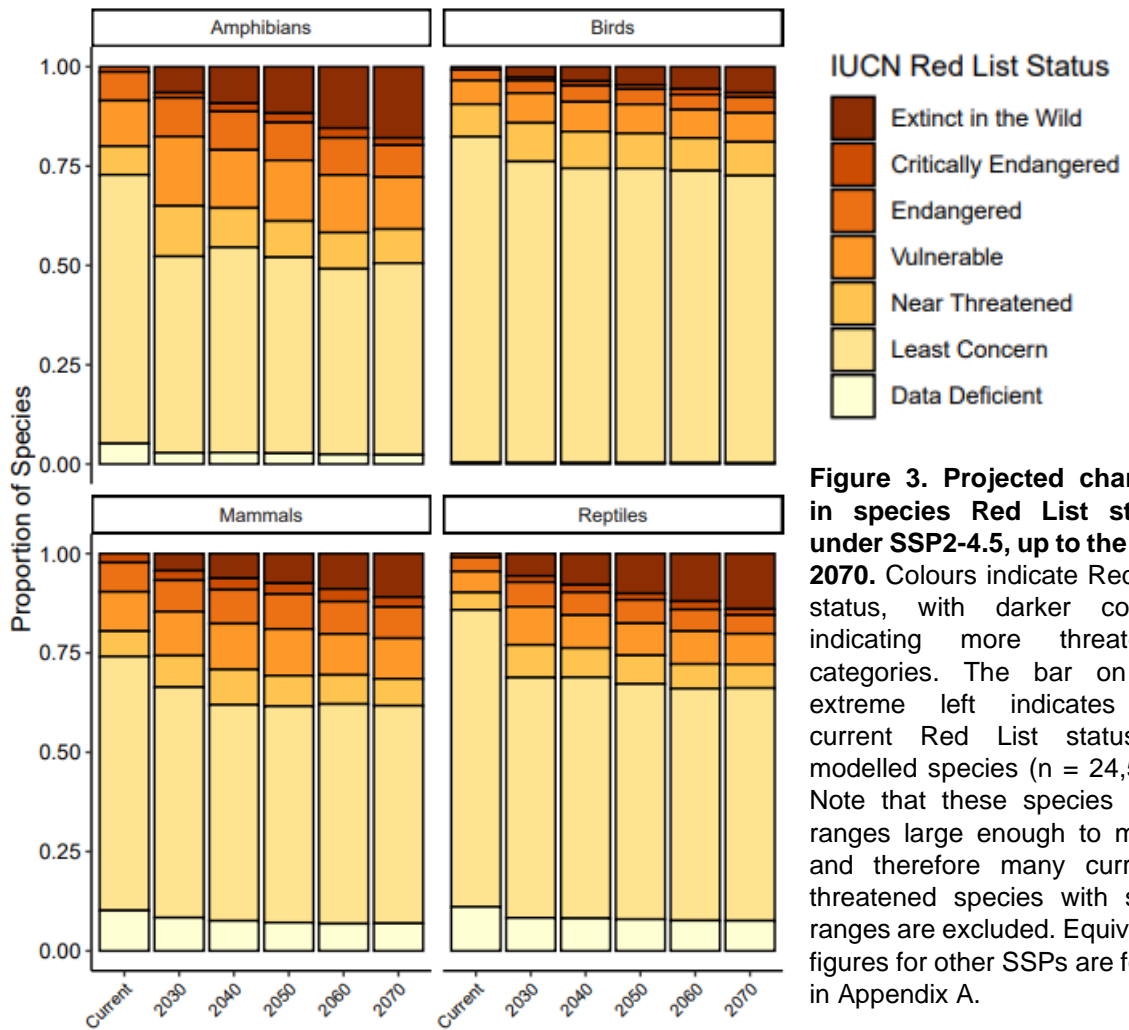 Amphibians
Birds
1.00
0.75
0.50
0.25
0.00
Mammals
Reptiles
1.00
0.75
0.50
0.25
0.00
Proportion of Species
Current
2030
2040
2050
2060
2070
Current
2030
2040
2050
2060
2070
IUCN Red List Status
Extinct in the Wild
Critically Endangered
Endangered
Vulnerable
Near Threatened
Least Concern
Data Deficient
Figure 3. Projected
in species Red List
under SSP2-4.5, up to the
2070. Colours indicate
status, with darker
indicating more
categories. The bar on
extreme left indicates
current Red List
modelled species (n =
Note that these species
ranges large enough to
and therefore many
threatened species with
ranges are excluded.
figures for other SSPs are
in Appendix A.